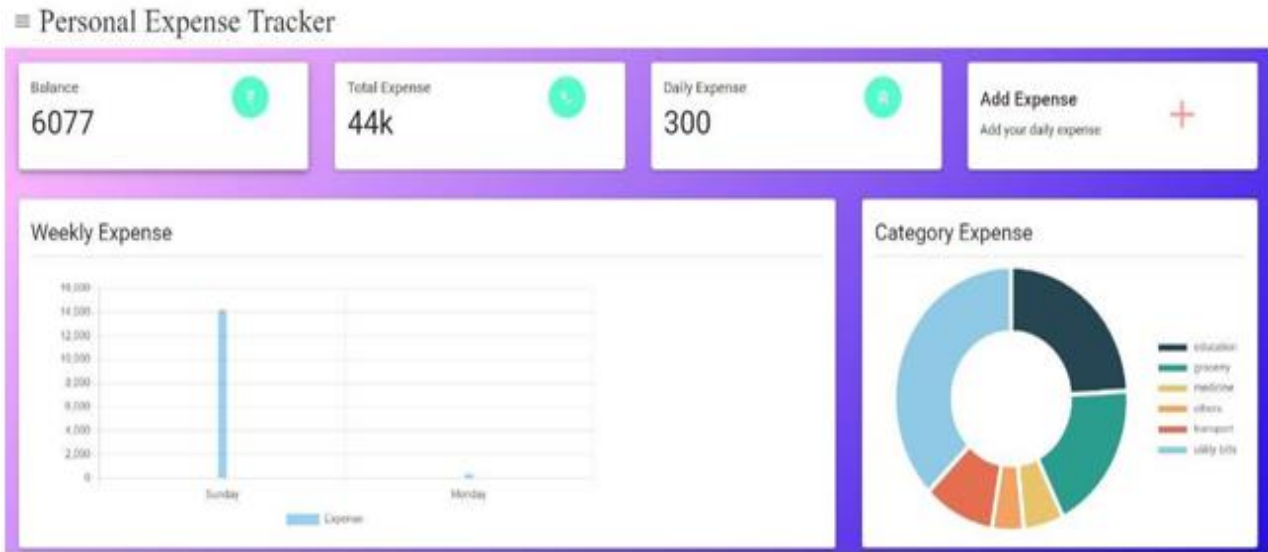 Personal Expense Tracker
Balance
6077
Total Expense
44k
Daily Expense
300
Add Expense
Add your daily expense
Weekly Expense
16,000
14,000
12,000
10,000
8,000
6,000
4,000
2,000
0
Sunday
Monday
Expense
Category Expense
education
grocery
medicine
others
transport
utility bills